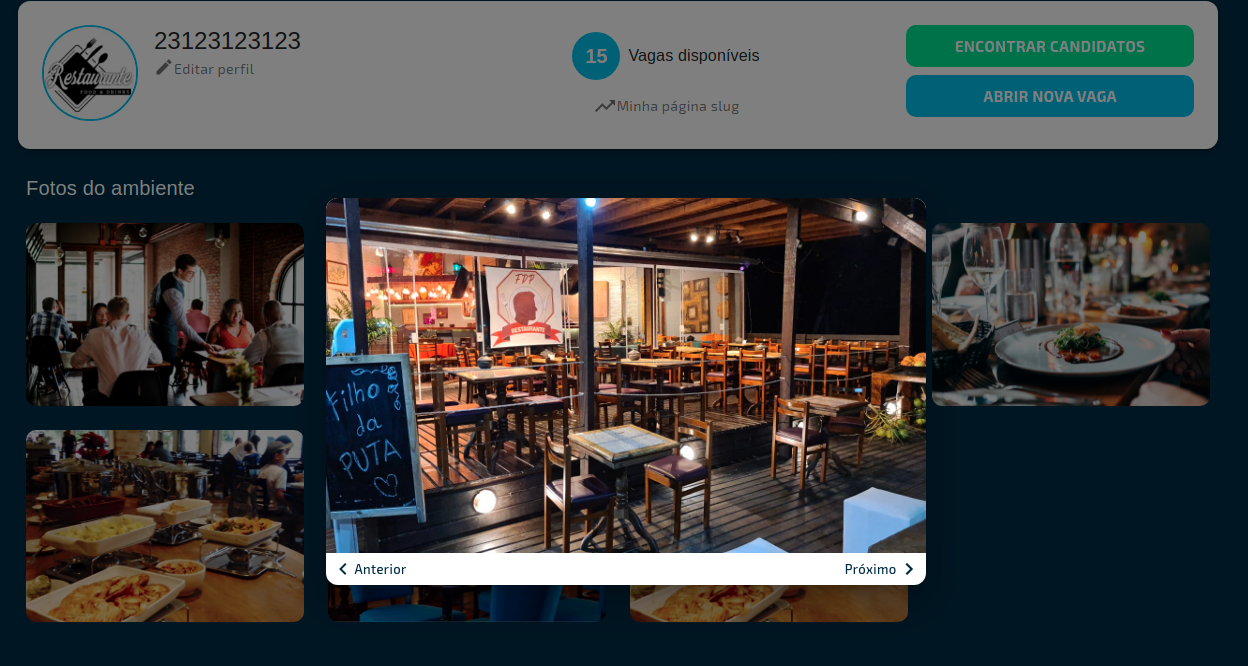 23123123123
Editar perfil
Restaurante
FOOD & DRINKS
15 Vagas disponíveis
Minha página slug
ENCONTRAR CANDIDATOS
ABRIR NOVA VAGA
Fotos do ambiente
FDP
RESTAURANTE
Filho
da
PUTA
Anterior
Próximo